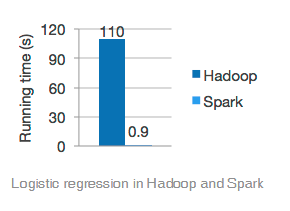 Running time (s)
120
90
60
30
0
110
0.9
Hadoop
Spark
Logistic regression in Hadoop and Spark